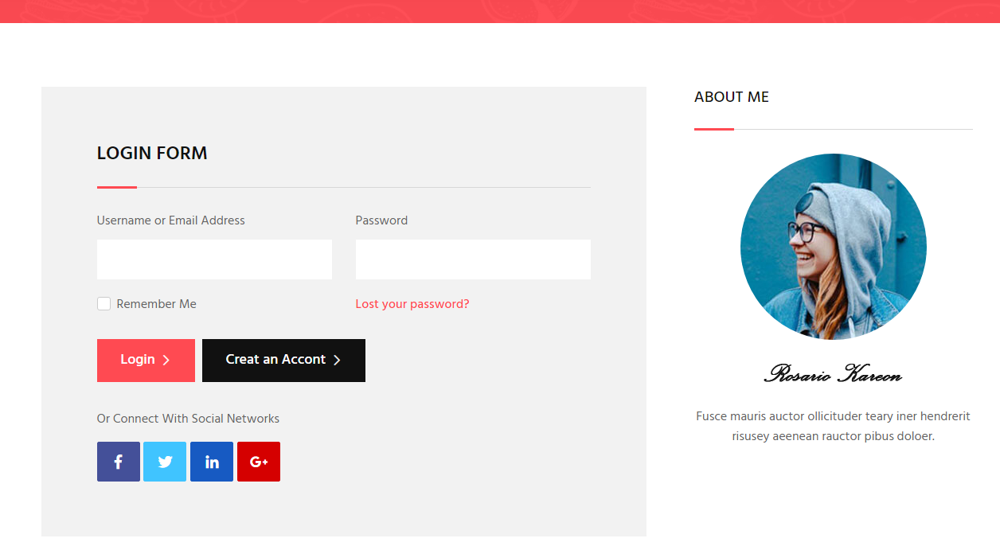 LOGIN FORM
Username or Email Address
Password
Remember Me
Lost your password?
Login
Creat an Accont
Or Connect With Social Networks
f
in
G+
ABOUT ME
Rosario Kareon
Fusce mauris auctor ollicituder teary iner hendrerit
risusey aeenean rauctor pibus doloer.